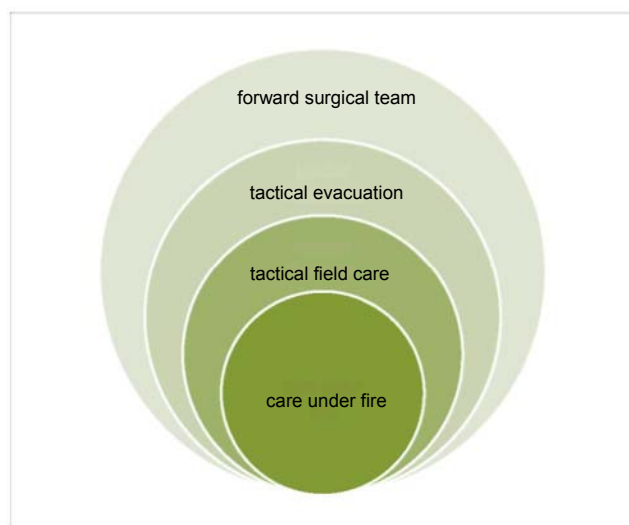 forward surgical team
tactical evacuation
tactical field care
care under fire